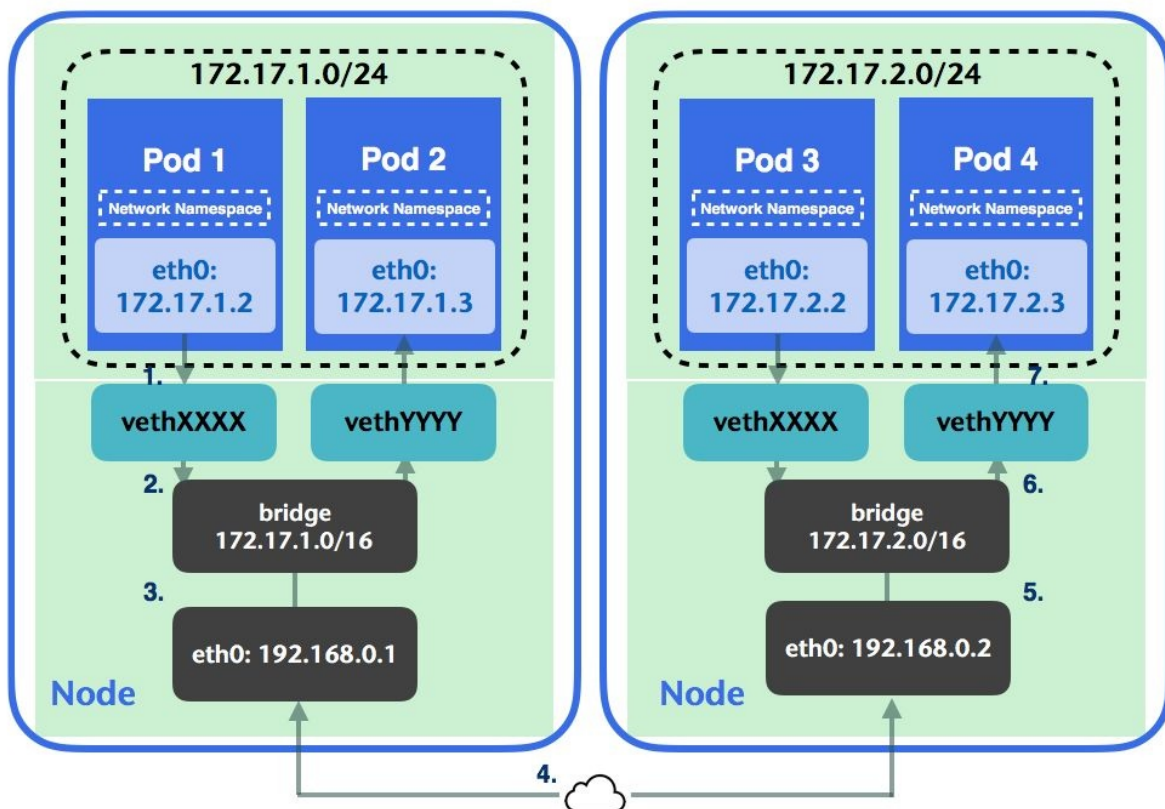 172.17.1.0/24
Pod 1
Network Namespace
eth0:
172.17.1.2
Pod 2
Network Namespace
eth0:
172.17.1.3
1.
vethXXXX
vethYYYY
2.
bridge
172.17.1.0/16
3.
eth0: 192.168.0.1
Node
4.
172.17.2.0/24
Pod 3
Network Namespace
eth0:
172.17.2.2
Pod 4
Network Namespace
eth0:
172.17.2.3
7.
vethXXXX
vethYYYY
6.
bridge
172.17.2.0/16
5.
eth0: 192.168.0.2
Node